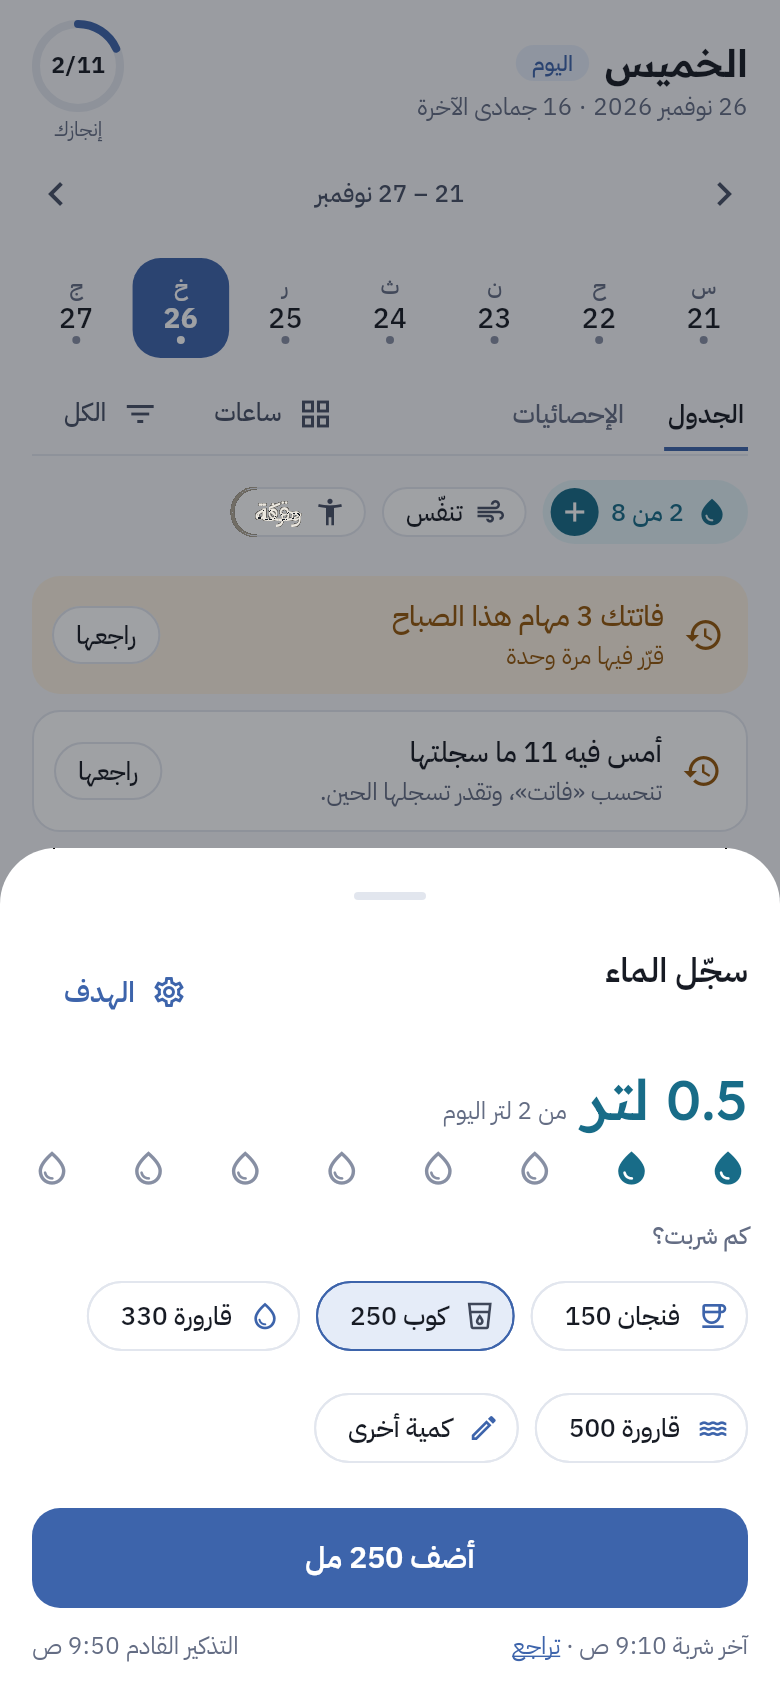 الخميس اليوم
26 نوفمبر 2026 · 16 جمادى الآخرة
2/11
إنجازك
21 – 27 نوفمبر
س ح ن ث ر خ ج
21 22 23 24 25 26 27
الجدول الإحصائيات ساعات الكل
2 من 8 تنفّس وقفة
فاتتك 3 مهام هذا الصباح
قرّر فيها مرة وحدة
راجعها
أمس فيه 11 ما سجلتها
تنحسب «فاتت»، وتقدر تسجلها الحين.
راجعها
سجّل الماء
الهدف
0.5 لتر من 2 لتر اليوم
كم شربت؟
فنجان 150 كوب 250 قارورة 330
قارورة 500 كمية أخرى
أضف 250 مل
آخر شربة 9:10 ص · تراجع
التذكير القادم 9:50 ص